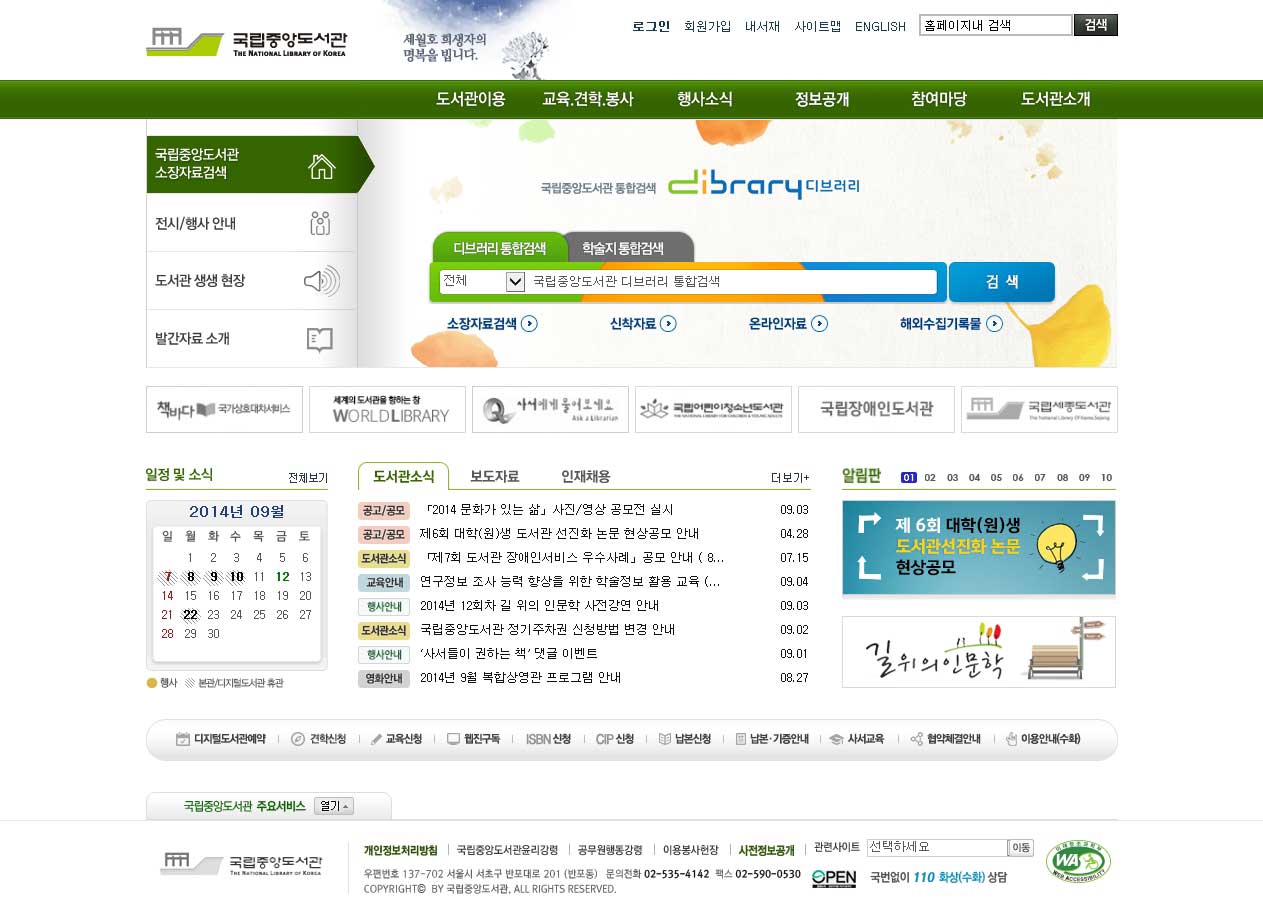 국립중앙도서관
THE NATIONAL LIBRARY OF KOREA
세월호 희생자의
명복을 빕니다.
로그인 회원가입 내서재 사이트맵 ENGLISH 홈페이지내 검색 검색
도서관이용 교육.견학.봉사 행사소식 정보공개 참여마당 도서관소개
국립중앙도서관
소장자료검색
전시/행사 안내
도서관 생생 현장
발간자료 소개
국립중앙도서관 통합검색 dibrary 디브러리
디브러리 통합검색 학술지 통합검색
전체 국립중앙도서관 디브러리 통합검색 검색
소장자료검색 신착자료 온라인자료 해외수집기록물
책바다 국가상호대차서비스
세계의 도서관을 향하는 창
WORLDLIBRARY
사서에게 물어보세요
Ask a Librarian
국립어린이청소년도서관
THE NATIONAL LIBRARY FOR CHILDREN & YOUNG ADULTS
국립장애인도서관
국립세종도서관
The National Library Of Korea, Sejong
일정 및 소식 전체보기
2014년 09월
일 월 화 수 목 금 토
1 2 3 4 5 6
7 8 9 10 11 12 13
14 15 16 17 18 19 20
21 22 23 24 25 26 27
28 29 30
행사 본관/디지털도서관 휴관
도서관소식 보도자료 인재채용 더보기+
공고/공모 「2014 문화가 있는 삶」사진/영상 공모전 실시 09.03
공고/공모 제6회 대학(원)생 도서관 선진화 논문 현상공모 안내 04.28
도서관소식 「제7회 도서관 장애인서비스 우수사례」공모 안내 ( 8... 07.15
교육안내 연구정보 조사 능력 향상을 위한 학술정보 활용 교육 (... 09.04
행사안내 2014년 12회차 길 위의 인문학 사전강연 안내 09.03
도서관소식 국립중앙도서관 정기주차권 신청방법 변경 안내 09.02
행사안내 '사서들이 권하는 책' 댓글 이벤트 09.01
영화안내 2014년 9월 복합상영관 프로그램 안내 08.27
알림판 01 02 03 04 05 06 07 08 09 10
제 6회 대학(원)생
도서관선진화 논문
현상공모
길 위의 인문학
디지털도서관예약 견학신청 교육신청 웹진구독 ISBN 신청 CIP 신청 납본신청 납본·기증안내 사서교육 협약체결안내 이용안내(수화)
국립중앙도서관 주요서비스 열기
국립중앙도서관
THE NATIONAL LIBRARY OF KOREA
개인정보처리방침 국립중앙도서관윤리강령 공무원행동강령 이용봉사헌장 사전정보공개 관련사이트 선택하세요 이동
우편번호 137-702 서울시 서초구 반포대로 201 (반포동) 문의전화 02-535-4142 팩스 02-590-0530
COPYRIGHT© BY 국립중앙도서관, ALL RIGHTS RESERVED.
OPEN
국번없이 110 화상(수화) 상담
WA
WEB ACCESSIBILITY